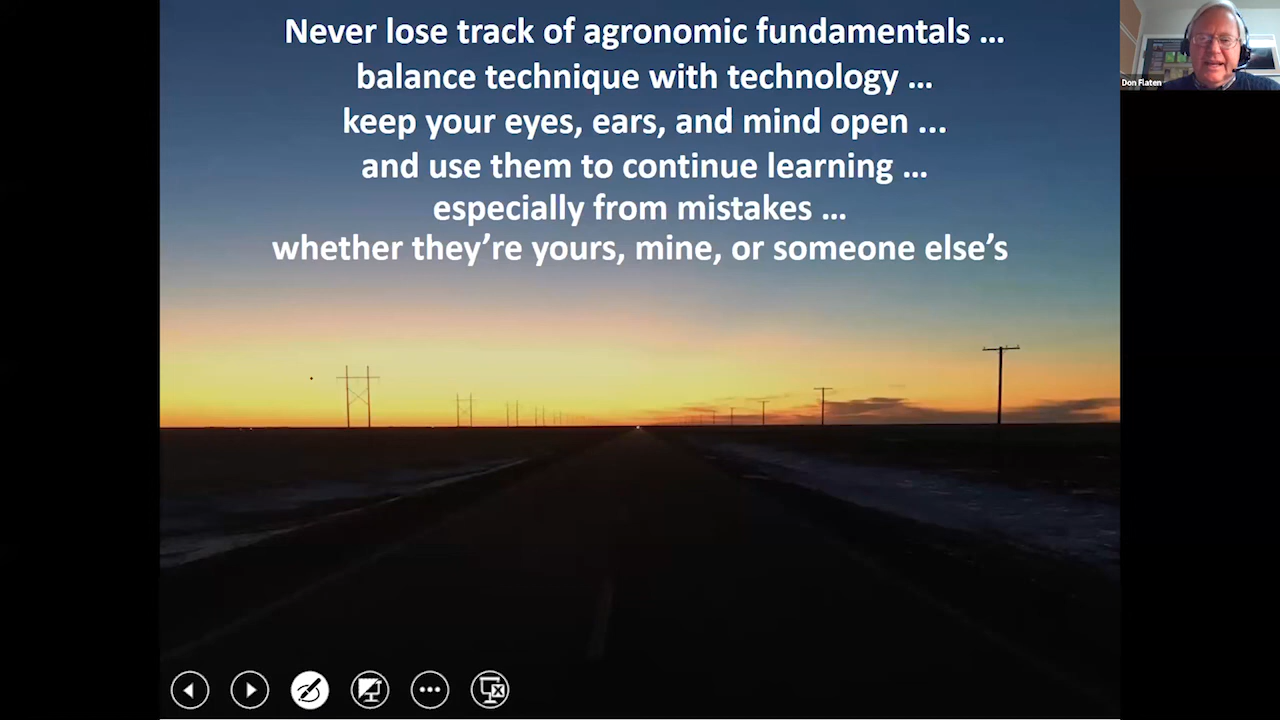 Never lose track of agronomic fundamentals ...
balance technique with technology ...
keep your eyes, ears, and mind open ...
and use them to continue learning ...
especially from mistakes ...
whether they’re yours, mine, or someone else’s
Don Flaten